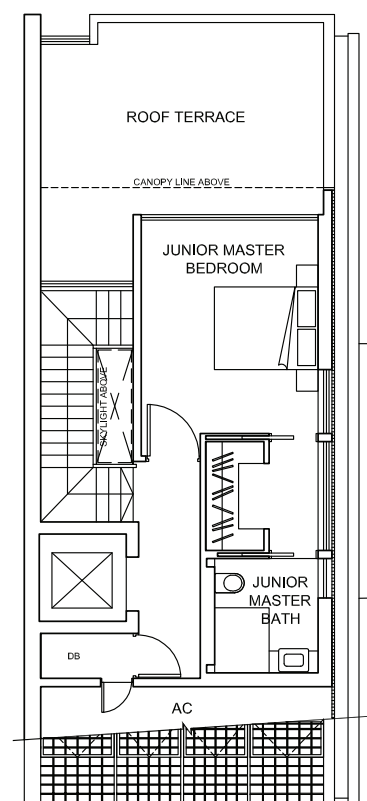 ROOF TERRACE
CANOPY LINE ABOVE
JUNIOR MASTER
BEDROOM
SKYLIGHT ABOVE
JUNIOR
MASTER
BATH
DB
AC